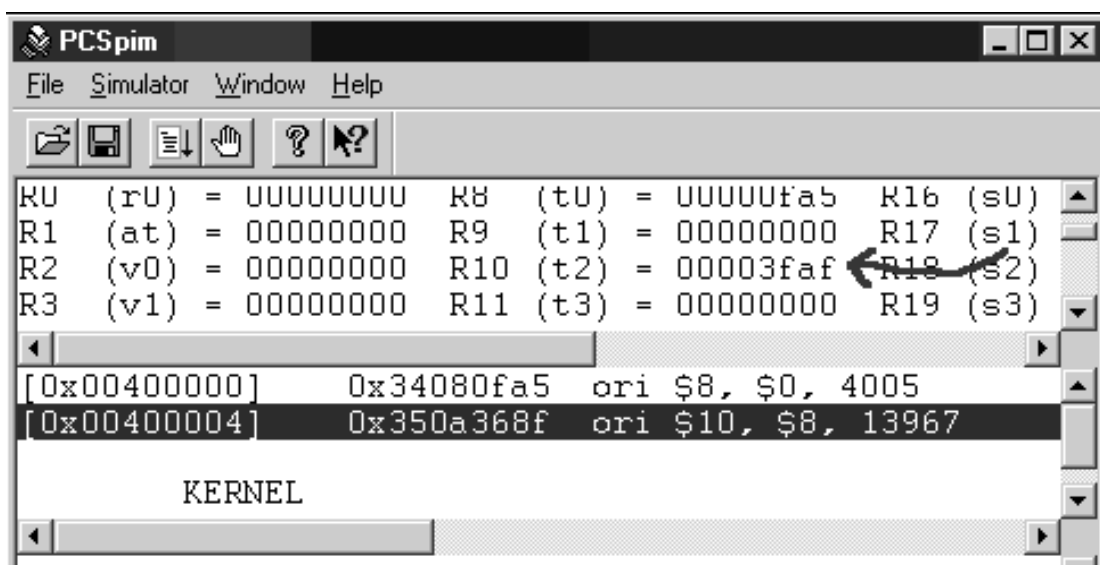 PCSpim
File Simulator Window Help
R0 (r0) = 00000000 R8 (t0) = 00000fa5 R16 (s0)
R1 (at) = 00000000 R9 (t1) = 00000000 R17 (s1)
R2 (v0) = 00000000 R10 (t2) = 00003faf R18 (s2)
R3 (v1) = 00000000 R11 (t3) = 00000000 R19 (s3)
[0x00400000] 0x34080fa5 ori $8, $0, 4005
[0x00400004] 0x350a368f ori $10, $8, 13967
KERNEL